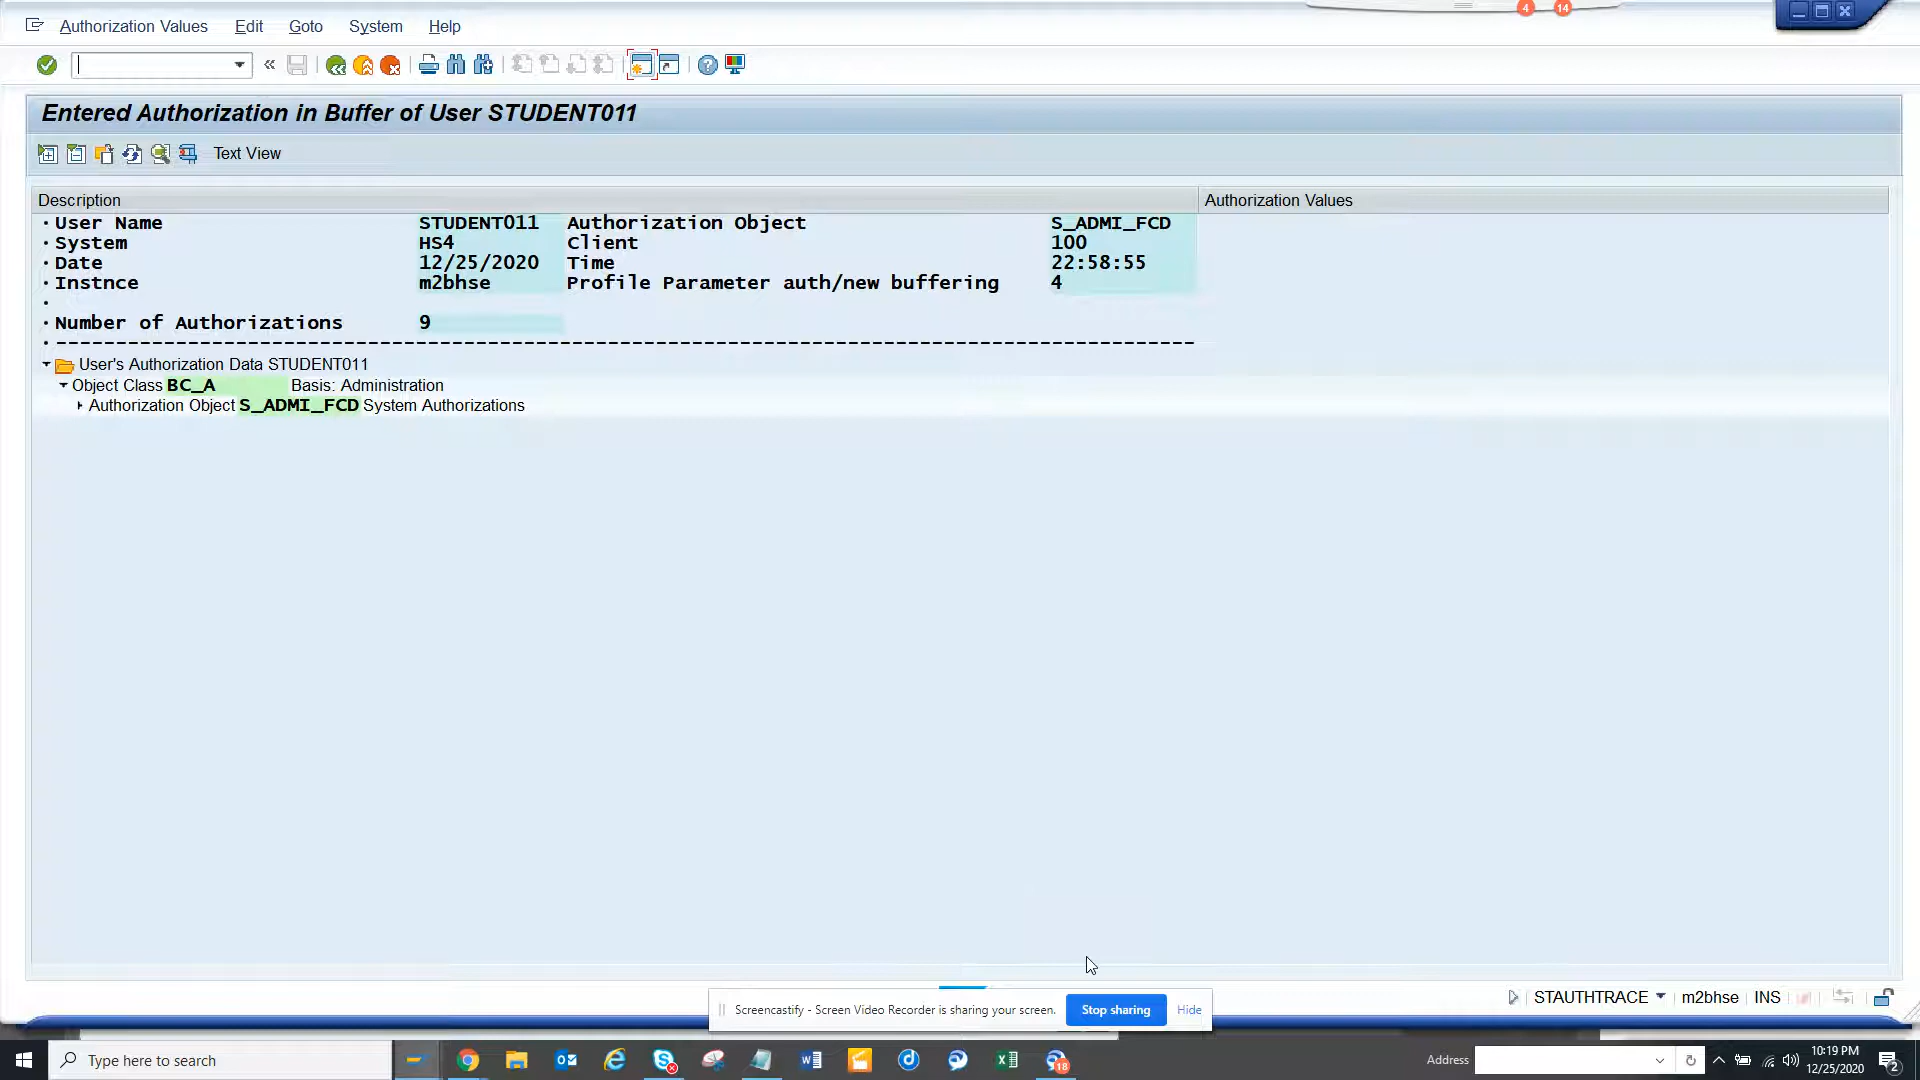 Authorization Values Edit Goto System Help
4 14
Entered Authorization in Buffer of User STUDENT011
Text View
Description Authorization Values
User Name STUDENT011 Authorization Object S_ADMI_FCD
System HS4 Client 100
Date 12/25/2020 Time 22:58:55
Instnce m2bhse Profile Parameter auth/new buffering 4
Number of Authorizations 9
User's Authorization Data STUDENT011
Object Class BC_A Basis: Administration
Authorization Object S_ADMI_FCD System Authorizations
STAUTHTRACE m2bhse INS
Screencastify - Screen Video Recorder is sharing your screen. Stop sharing Hide
Type here to search
18
Address
10:19 PM
12/25/2020
2